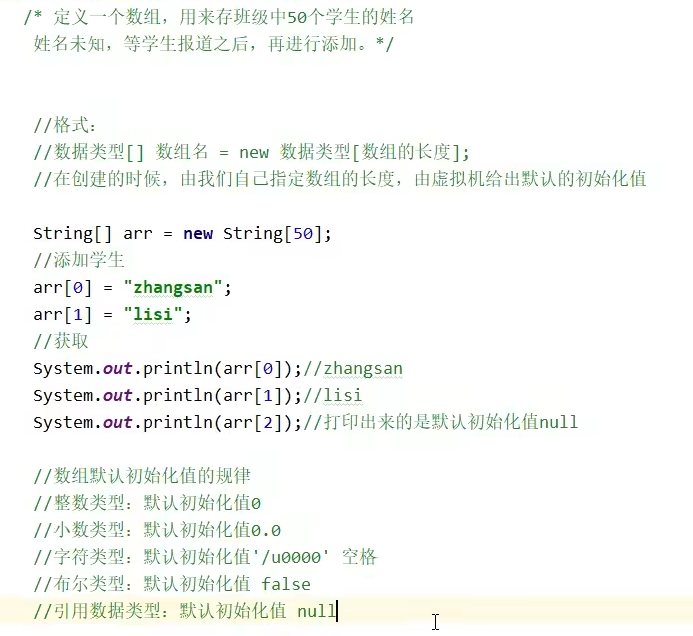 /* 定义一个数组，用来存班级中50个学生的姓名
姓名未知，等学生报道之后，再进行添加。*/
//格式：
//数据类型[] 数组名 = new 数据类型[数组的长度];
//在创建的时候，由我们自己指定数组的长度，由虚拟机给出默认的初始化值
String[] arr = new String[50];
//添加学生
arr[0] = "zhangsan";
arr[1] = "lisi";
//获取
System.out.println(arr[0]);//zhangsan
System.out.println(arr[1]);//lisi
System.out.println(arr[2]);//打印出来的是默认初始化值null
//数组默认初始化值的规律
//整数类型：默认初始化值0
//小数类型：默认初始化值0.0
//字符类型：默认初始化值'/u0000' 空格
//布尔类型：默认初始化值 false
//引用数据类型：默认初始化值 null